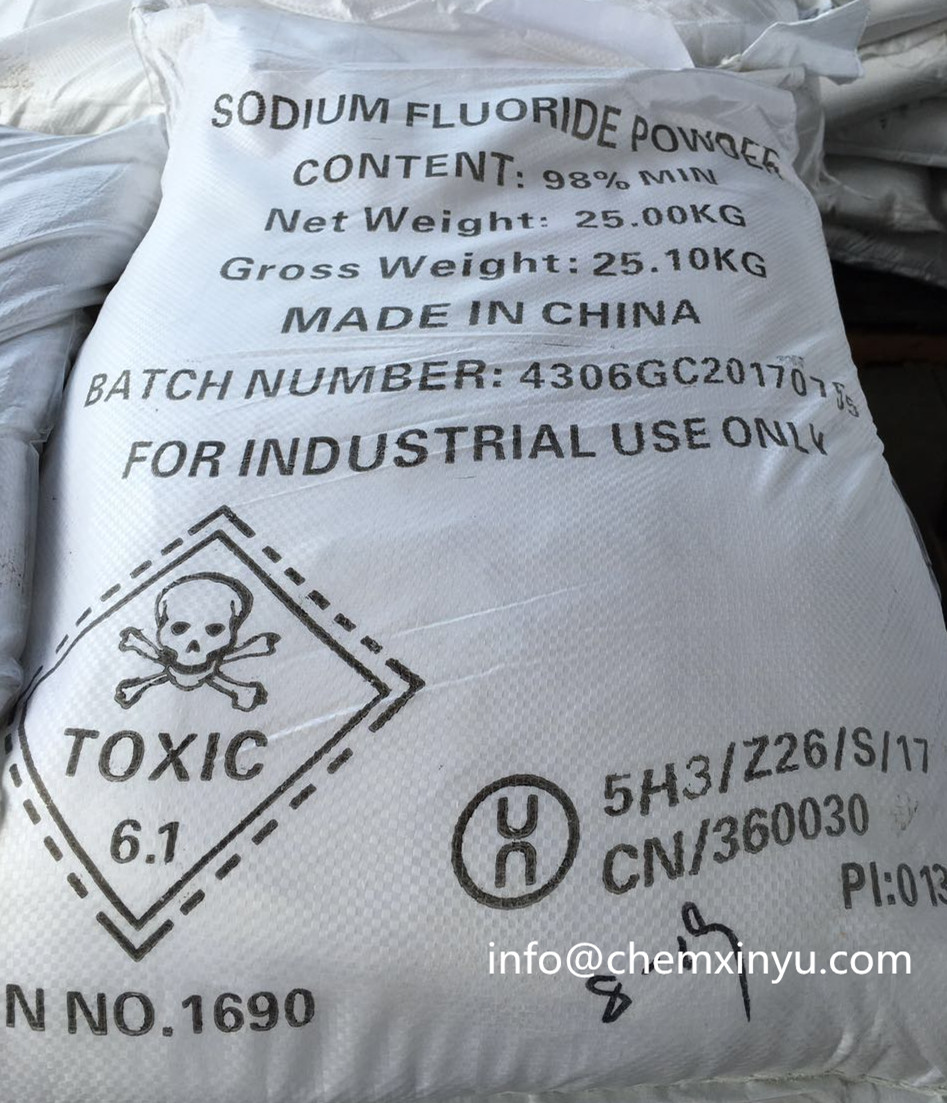 SODIUM FLUORIDE POWDER
CONTENT: 98% MIN
Net Weight: 25.00KG
Gross Weight: 25.10KG
MADE IN CHINA
BATCH NUMBER: 4306GC201707
FOR INDUSTRIAL USE ONLY
TOXIC
6.1
UN
5H3/Z26/S/17
CN/360030
PI:013
info@chemxinyu.com
N NO.1690